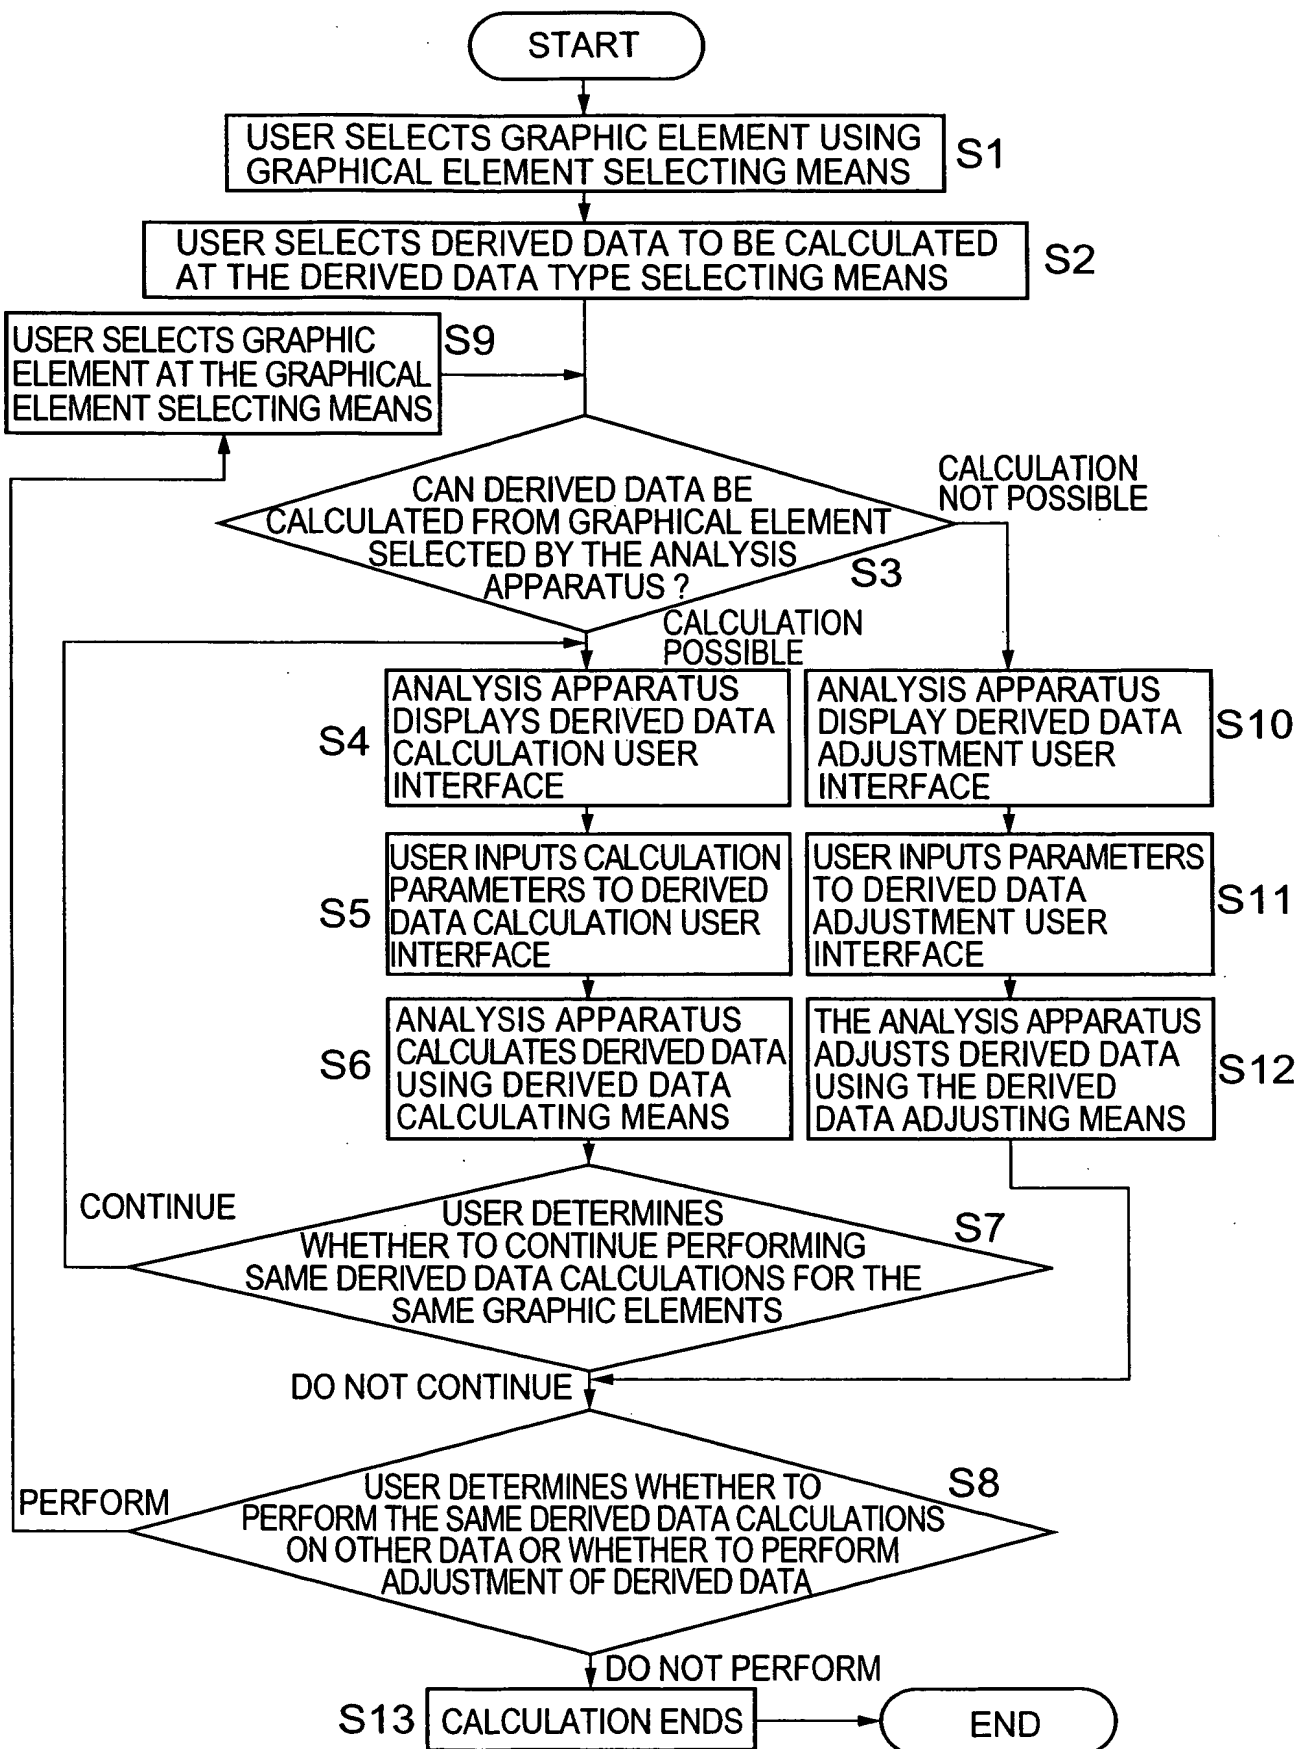 START
USER SELECTS GRAPHIC ELEMENT USING
GRAPHICAL ELEMENT SELECTING MEANS
S1
USER SELECTS DERIVED DATA TO BE CALCULATED
AT THE DERIVED DATA TYPE SELECTING MEANS
S2
USER SELECTS GRAPHIC
ELEMENT AT THE GRAPHICAL
ELEMENT SELECTING MEANS
S9
CAN DERIVED DATA BE
CALCULATED FROM GRAPHICAL ELEMENT
SELECTED BY THE ANALYSIS
APPARATUS ?
S3
CALCULATION
NOT POSSIBLE
CALCULATION
POSSIBLE
S4
ANALYSIS APPARATUS
DISPLAYS DERIVED DATA
CALCULATION USER
INTERFACE
ANALYSIS APPARATUS
DISPLAY DERIVED DATA
ADJUSTMENT USER
INTERFACE
S10
S5
USER INPUTS CALCULATION
PARAMETERS TO DERIVED
DATA CALCULATION USER
INTERFACE
USER INPUTS PARAMETERS
TO DERIVED DATA
ADJUSTMENT USER
INTERFACE
S11
S6
ANALYSIS APPARATUS
CALCULATES DERIVED DATA
USING DERIVED DATA
CALCULATING MEANS
THE ANALYSIS APPARATUS
ADJUSTS DERIVED DATA
USING THE DERIVED
DATA ADJUSTING MEANS
S12
CONTINUE
USER DETERMINES
WHETHER TO CONTINUE PERFORMING
SAME DERIVED DATA CALCULATIONS FOR THE
SAME GRAPHIC ELEMENTS
S7
DO NOT CONTINUE
PERFORM
USER DETERMINES WHETHER TO
PERFORM THE SAME DERIVED DATA CALCULATIONS
ON OTHER DATA OR WHETHER TO PERFORM
ADJUSTMENT OF DERIVED DATA
S8
DO NOT PERFORM
S13
CALCULATION ENDS
END